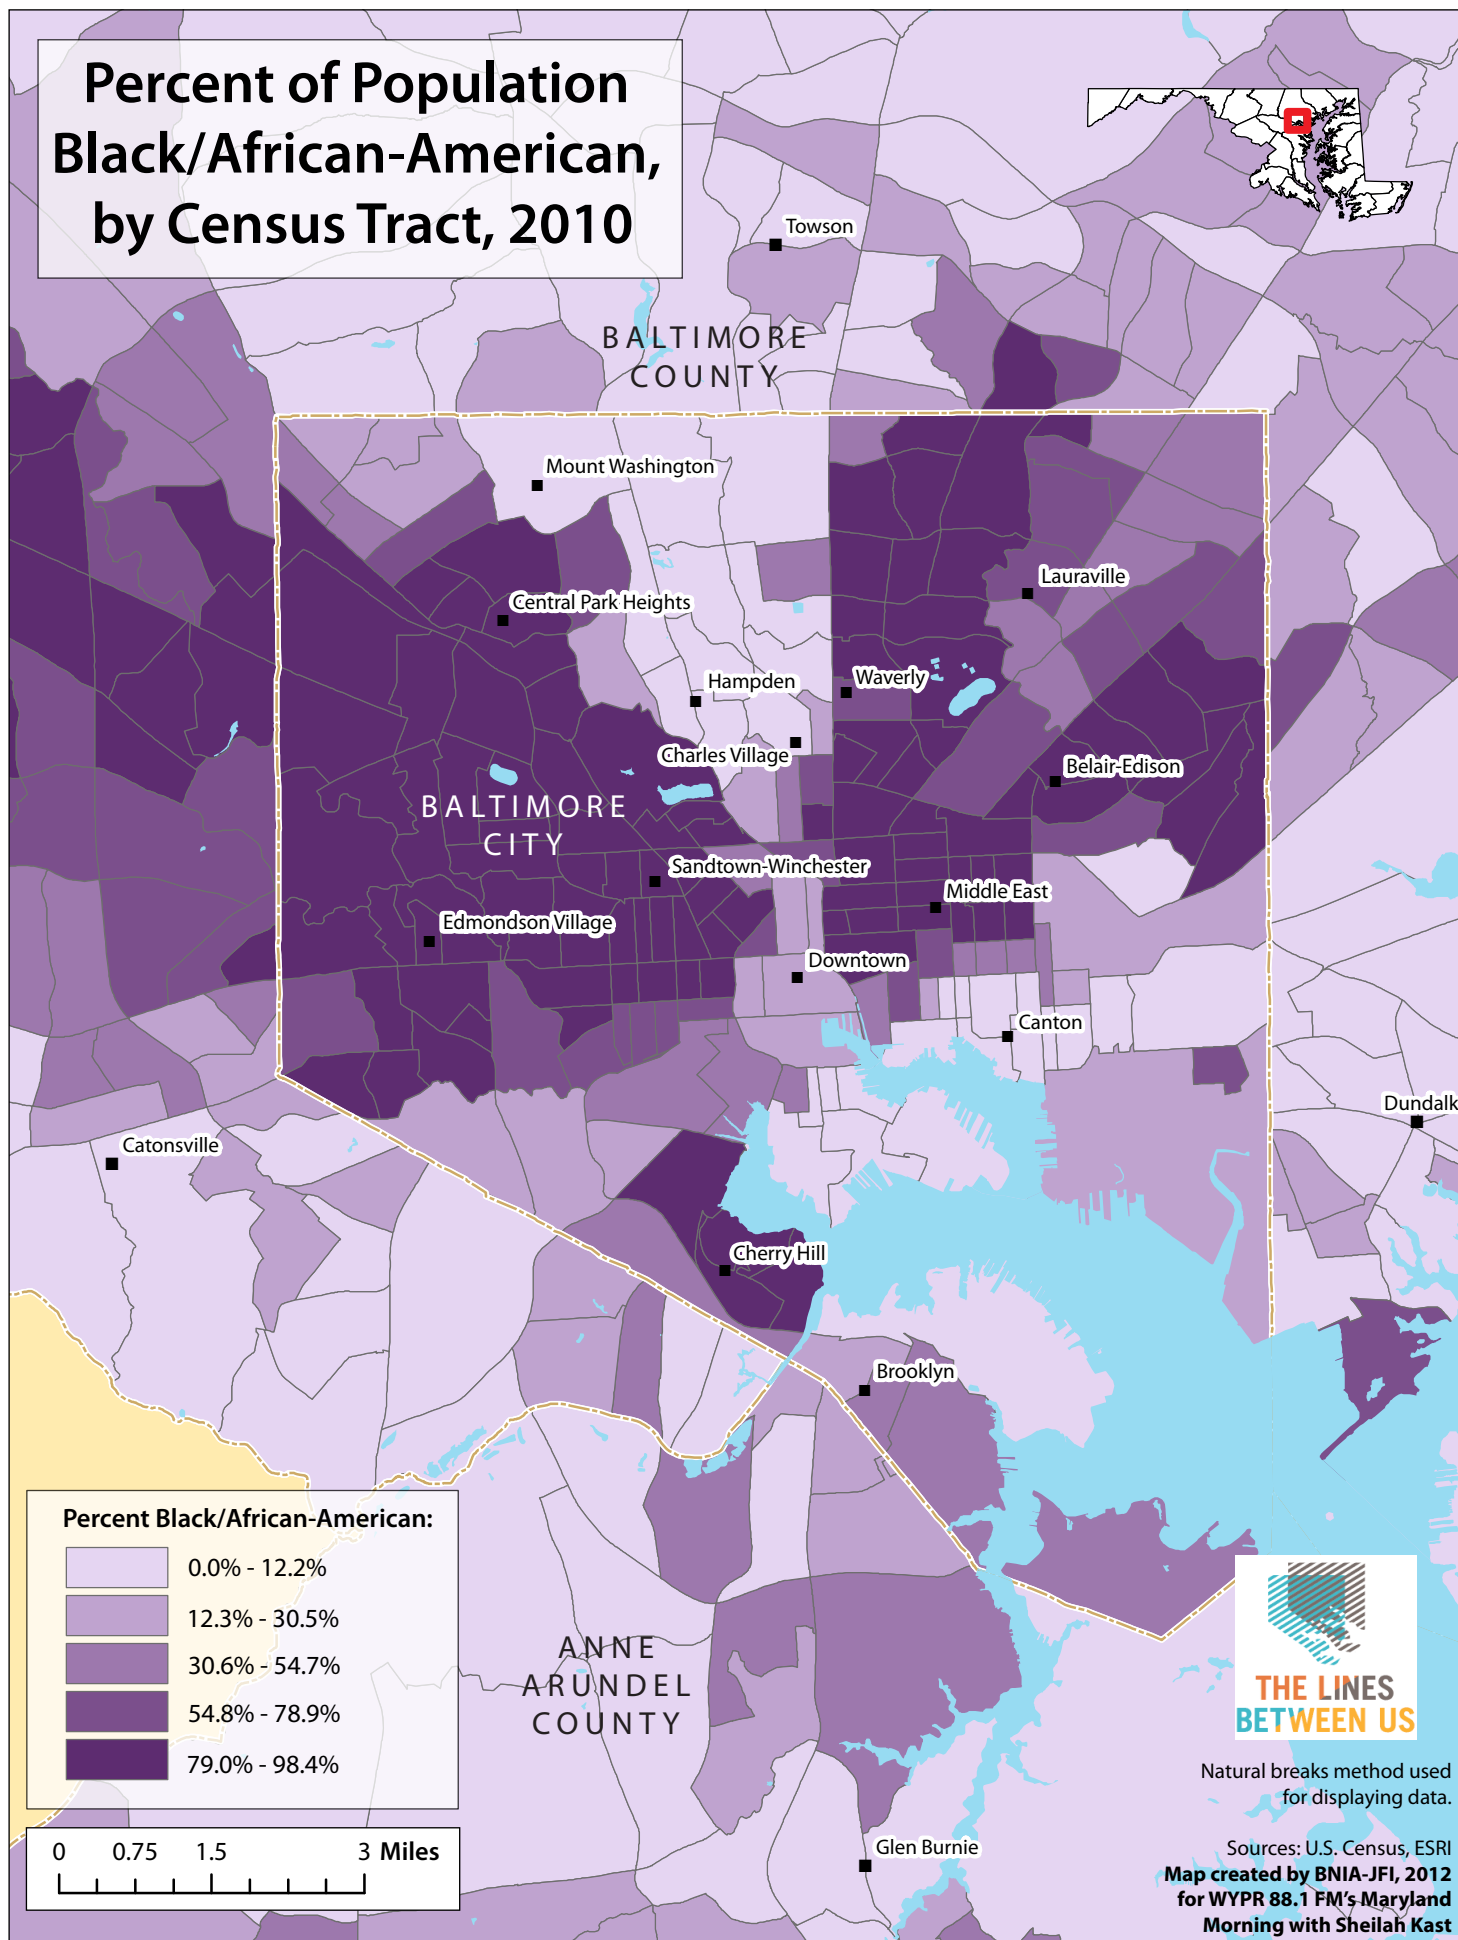 Percent of Population
Black/African-American,
by Census Tract, 2010
Towson
BALTIMORE
COUNTY
Mount Washington
Lauraville
Central Park Heights
Hampden
Waverly
Charles Village
Belair-Edison
BALTIMORE
CITY
Sandtown-Winchester
Middle East
Edmondson Village
Downtown
Canton
Dundalk
Catonsville
Cherry Hill
Brooklyn
Percent Black/African-American:
0.0% - 12.2%
12.3% - 30.5%
30.6% - 54.7%
54.8% - 78.9%
79.0% - 98.4%
ANNE
ARUNDEL
COUNTY
THE LINES
BETWEEN US
Natural breaks method used
for displaying data.
0 0.75 1.5 3 Miles
Glen Burnie
Sources: U.S. Census, ESRI
Map created by BNIA-JFI, 2012
for WYPR 88.1 FM's Maryland
Morning with Sheilah Kast